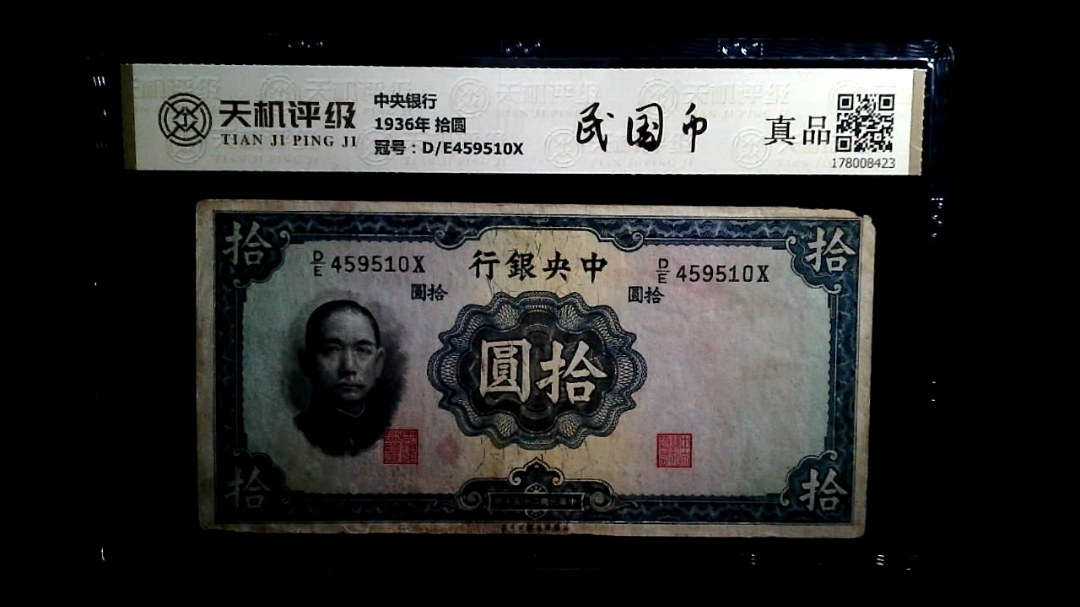 天机评级
TIAN JI PING JI
中央银行
1936年 拾圆
冠号:D/E459510X
民国币
真品
178008423
拾
拾
D/E 459510X
行銀央中
D/E 459510X
圓拾
圓拾
圓拾
拾
拾